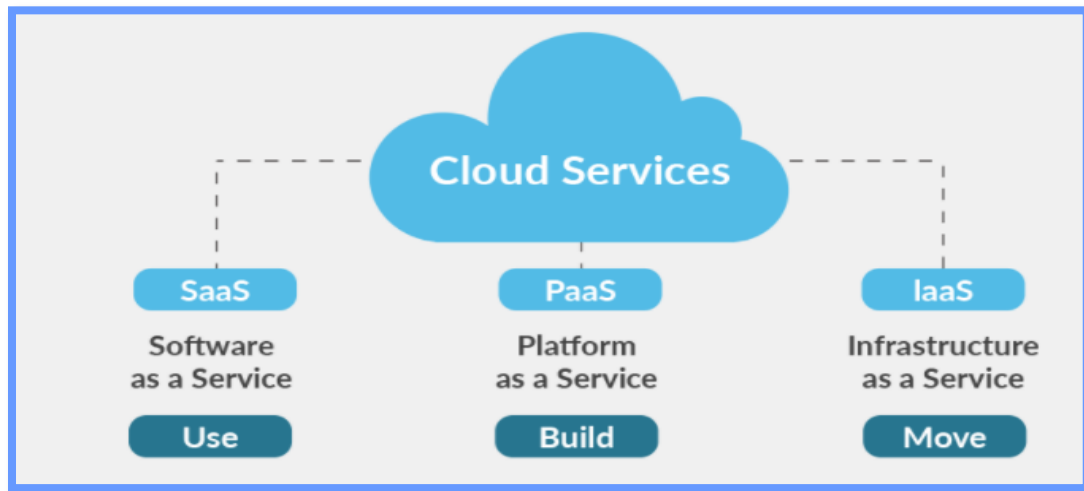 Cloud Services
SaaS
PaaS
IaaS
Software
as a Service
Platform
as a Service
Infrastructure
as a Service
Use
Build
Move